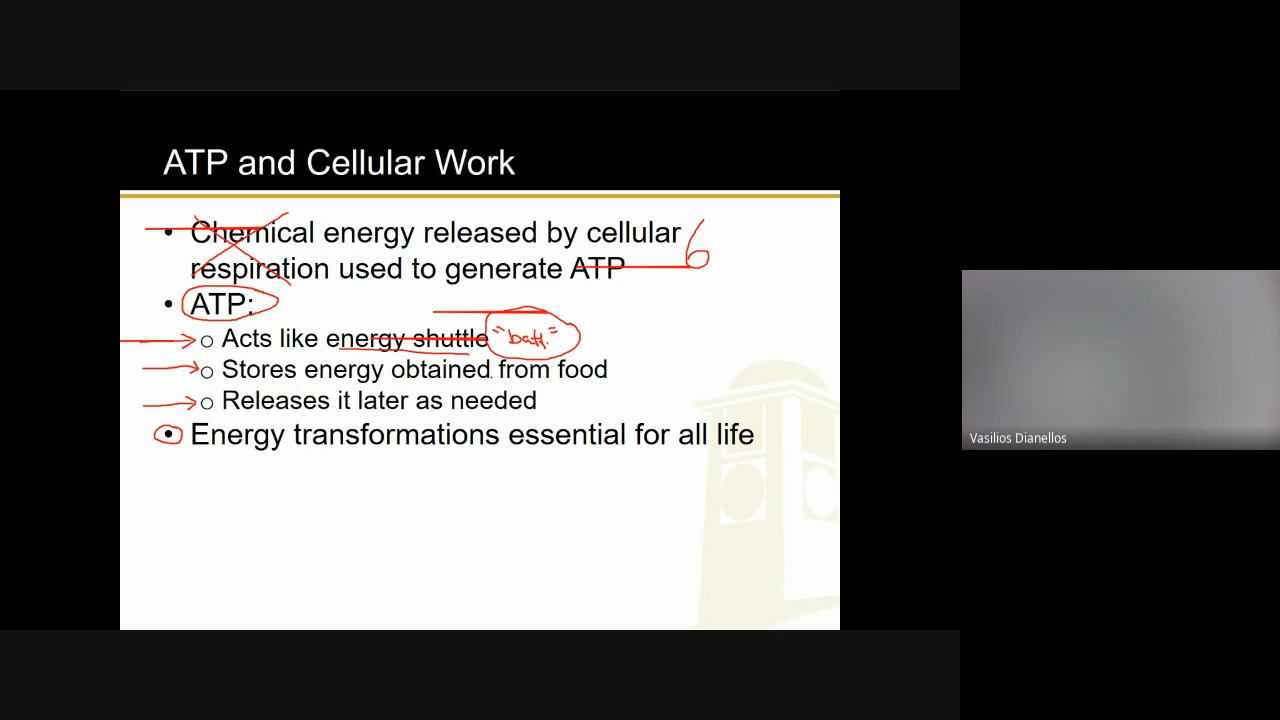 ATP and Cellular Work
• Chemical energy released by cellular 6
respiration used to generate ATP
• ATP:
o Acts like energy shuttle "batt."
o Stores energy obtained from food
o Releases it later as needed
• Energy transformations essential for all life
Vasilios Dianellos